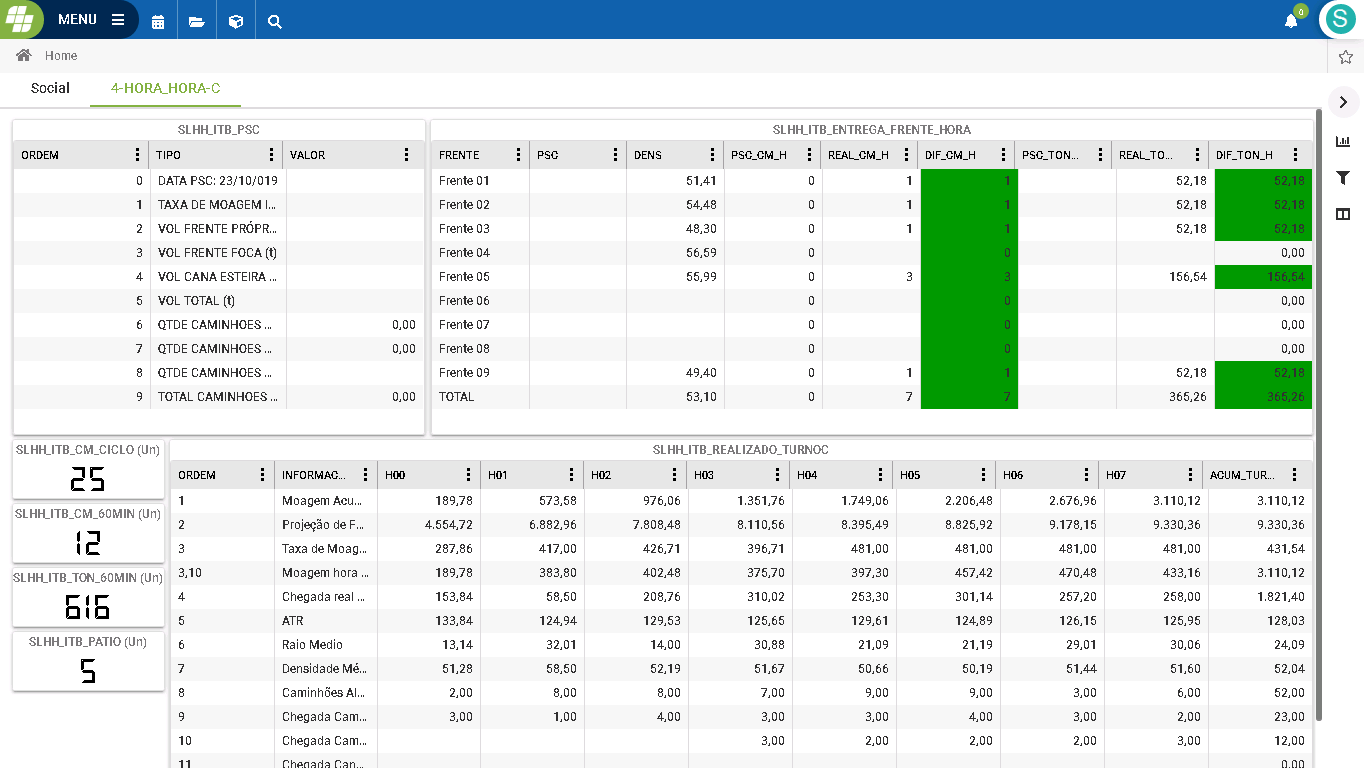 MENU
0
S
Home
Social 4-HORA_HORA-C
SLHH_ITB_PSC
ORDEM TIPO VALOR
0 DATA PSC: 23/10/019
1 TAXA DE MOAGEM I...
2 VOL FRENTE PRÓPR...
3 VOL FRENTE FOCA (t)
4 VOL CANA ESTEIRA ...
5 VOL TOTAL (t)
6 QTDE CAMINHOES ... 0,00
7 QTDE CAMINHOES ... 0,00
8 QTDE CAMINHOES ...
9 TOTAL CAMINHOES ... 0,00
SLHH_ITB_ENTREGA_FRENTE_HORA
FRENTE PSC DENS PSC_CM_H REAL_CM_H DIF_CM_H PSC_TON... REAL_TO... DIF_TON_H
Frente 01 51,41 0 1 1 52,18 52,18
Frente 02 54,48 0 1 1 52,18 52,18
Frente 03 48,30 0 1 1 52,18 52,18
Frente 04 56,59 0 0 0,00
Frente 05 55,99 0 3 3 156,54 156,54
Frente 06 0 0 0,00
Frente 07 0 0 0,00
Frente 08 0 0 0,00
Frente 09 49,40 0 1 1 52,18 52,18
TOTAL 53,10 0 7 7 365,26 365,26
SLHH_ITB_CM_CICLO (Un)
25
SLHH_ITB_CM_60MIN (Un)
12
SLHH_ITB_TON_60MIN (Un)
616
SLHH_ITB_PATIO (Un)
5
SLHH_ITB_REALIZADO_TURNOC
ORDEM INFORMAC... H00 H01 H02 H03 H04 H05 H06 H07 ACUM_TUR...
1 Moagem Acu... 189,78 573,58 976,06 1.351,76 1.749,06 2.206,48 2.676,96 3.110,12 3.110,12
2 Projeção de F... 4.554,72 6.882,96 7.808,48 8.110,56 8.395,49 8.825,92 9.178,15 9.330,36 9.330,36
3 Taxa de Moag... 287,86 417,00 426,71 396,71 481,00 481,00 481,00 481,00 431,54
3,10 Moagem hora ... 189,78 383,80 402,48 375,70 397,30 457,42 470,48 433,16 3.110,12
4 Chegada real ... 153,84 58,50 208,76 310,02 253,30 301,14 257,20 258,00 1.821,40
5 ATR 133,84 124,94 129,53 125,65 129,61 124,89 126,15 125,95 128,03
6 Raio Medio 13,14 32,01 14,00 30,88 21,09 21,19 29,01 30,06 24,09
7 Densidade Mé... 51,28 58,50 52,19 51,67 50,66 50,19 51,44 51,60 52,04
8 Caminhões Al... 2,00 8,00 8,00 7,00 9,00 9,00 3,00 6,00 52,00
9 Chegada Cam... 3,00 1,00 4,00 3,00 3,00 4,00 3,00 2,00 23,00
10 Chegada Cam... 3,00 2,00 2,00 2,00 3,00 12,00
11 Chegada Can... 0,00